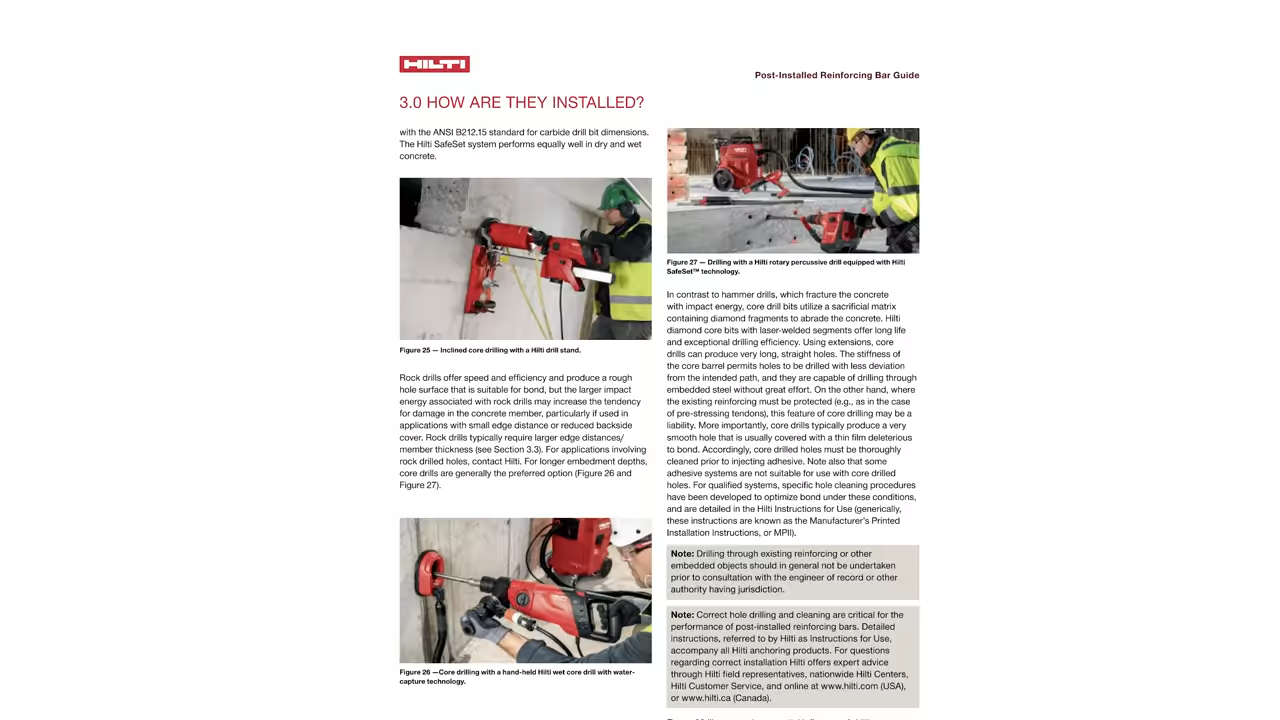 HILTI
Post-Installed Reinforcing Bar Guide
3.0 HOW ARE THEY INSTALLED?
with the ANSI B212.15 standard for carbide drill bit dimensions.
The Hilti SafeSet system performs equally well in dry and wet
concrete.
Figure 25 — Inclined core drilling with a Hilti drill stand.
Rock drills offer speed and efficiency and produce a rough
hole surface that is suitable for bond, but the larger impact
energy associated with rock drills may increase the tendency
for damage in the concrete member, particularly if used in
applications with small edge distance or reduced backside
cover. Rock drills typically require larger edge distances/
member thickness (see Section 3.3). For applications involving
rock drilled holes, contact Hilti. For longer embedment depths,
core drills are generally the preferred option (Figure 26 and
Figure 27).
Figure 26 —Core drilling with a hand-held Hilti wet core drill with water-
capture technology.
Figure 27 — Drilling with a Hilti rotary percussive drill equipped with Hilti
SafeSet™ technology.
In contrast to hammer drills, which fracture the concrete
with impact energy, core drill bits utilize a sacrificial matrix
containing diamond fragments to abrade the concrete. Hilti
diamond core bits with laser-welded segments offer long life
and exceptional drilling efficiency. Using extensions, core
drills can produce very long, straight holes. The stiffness of
the core barrel permits holes to be drilled with less deviation
from the intended path, and they are capable of drilling through
embedded steel without great effort. On the other hand, where
the existing reinforcing must be protected (e.g., as in the case
of pre-stressing tendons), this feature of core drilling may be a
liability. More importantly, core drills typically produce a very
smooth hole that is usually covered with a thin film deleterious
to bond. Accordingly, core drilled holes must be thoroughly
cleaned prior to injecting adhesive. Note also that some
adhesive systems are not suitable for use with core drilled
holes. For qualified systems, specific hole cleaning procedures
have been developed to optimize bond under these conditions,
and are detailed in the Hilti Instructions for Use (generically,
these instructions are known as the Manufacturer's Printed
Installation Instructions, or MPII).
Note: Drilling through existing reinforcing or other
embedded objects should in general not be undertaken
prior to consultation with the engineer of record or other
authority having jurisdiction.
Note: Correct hole drilling and cleaning are critical for the
performance of post-installed reinforcing bars. Detailed
instructions, referred to by Hilti as Instructions for Use,
accompany all Hilti anchoring products. For questions
regarding correct installation Hilti offers expert advice
through Hilti field representatives, nationwide Hilti Centers,
Hilti Customer Service, and online at www.hilti.com (USA),
or www.hilti.ca (Canada).